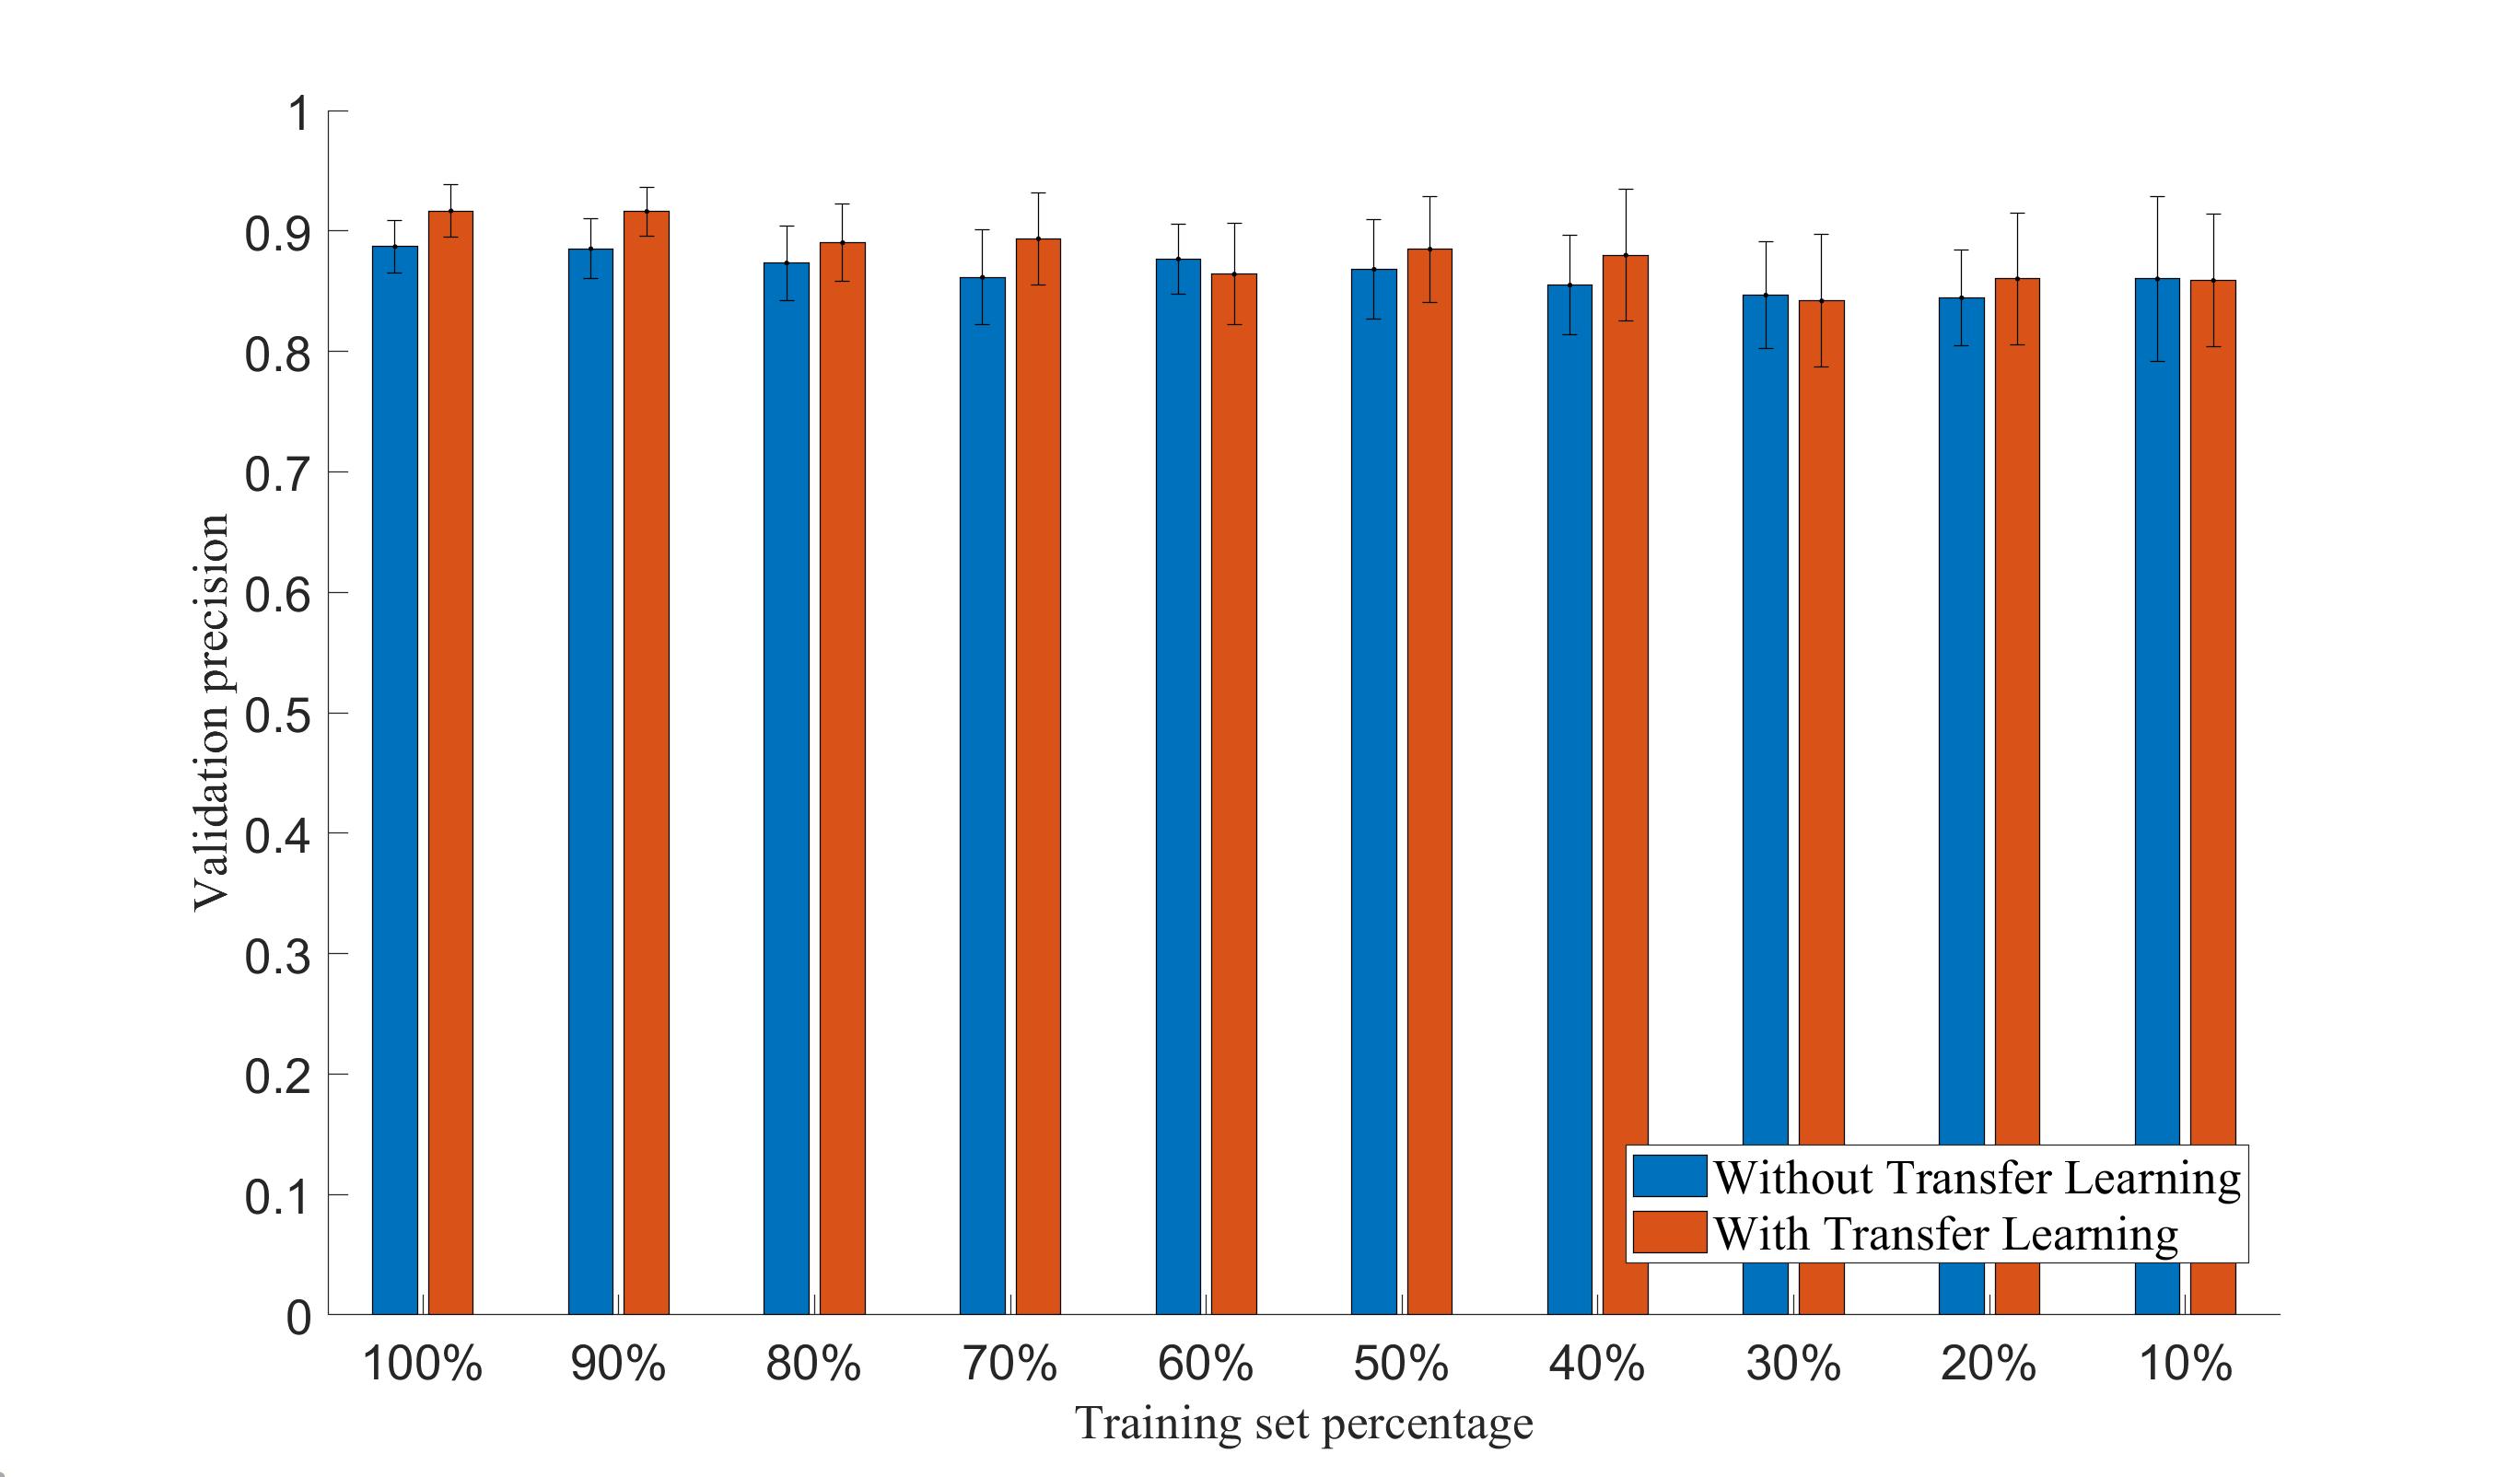 1
0.9
0.8
0.7
0.6
0.5
0.4
0.3
0.2
0.1
0
Validation precision
Without Transfer Learning
With Transfer Learning
100% 90% 80% 70% 60% 50% 40% 30% 20% 10%
Training set percentage